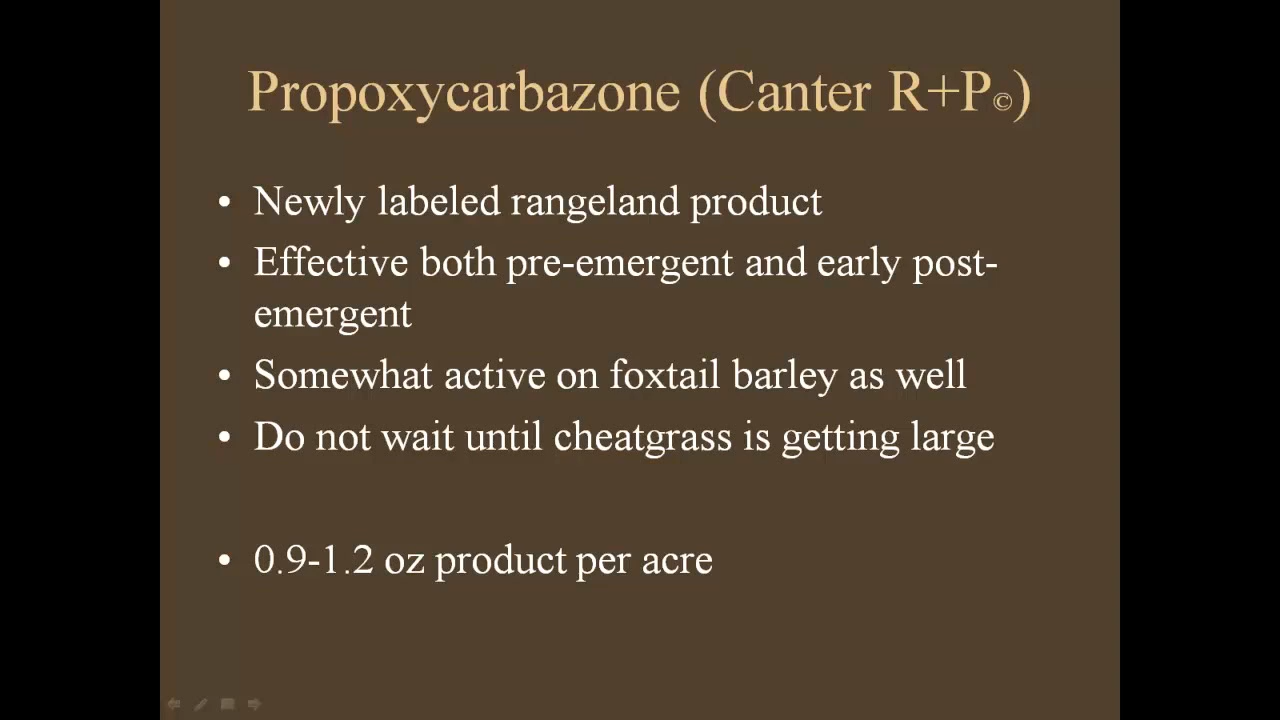 Propoxycarbazone (Canter R+P©)
• Newly labeled rangeland product
• Effective both pre-emergent and early post-
emergent
• Somewhat active on foxtail barley as well
• Do not wait until cheatgrass is getting large
• 0.9-1.2 oz product per acre